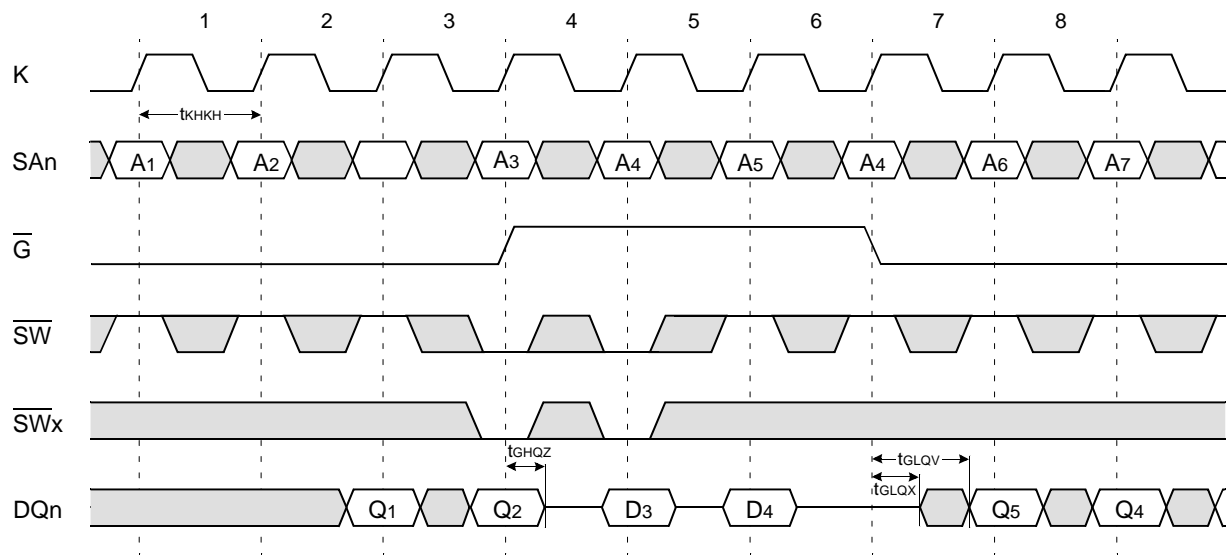 1 2 3 4 5 6 7 8
K
tKHKH
SAn A1 A2 A3 A4 A5 A4 A6 A7
G
SW
SWx
tGHQZ tGLQV
tGLQX
DQn Q1 Q2 D3 D4 Q5 Q4